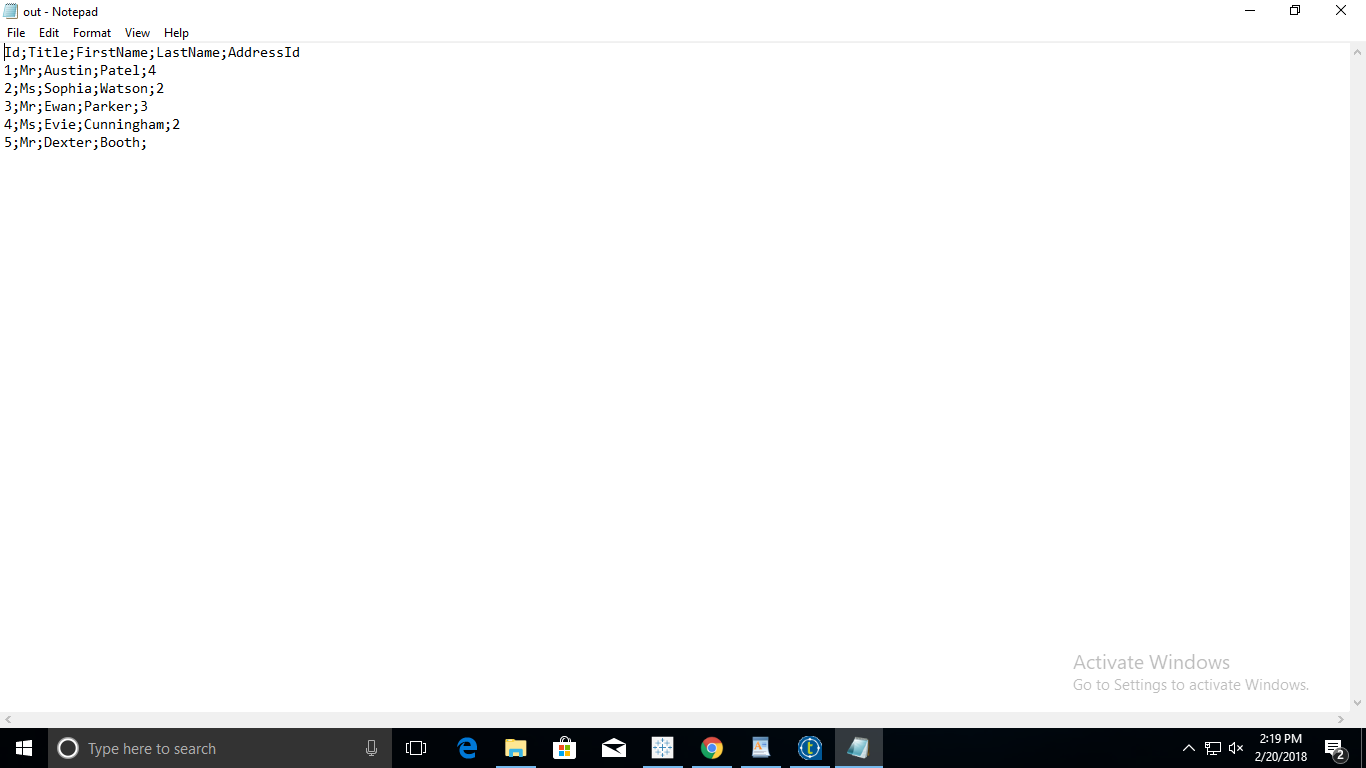 out - Notepad
File Edit Format View Help
Id;Title;FirstName;LastName;AddressId
1;Mr;Austin;Patel;4
2;Ms;Sophia;Watson;2
3;Mr;Ewan;Parker;3
4;Ms;Evie;Cunningham;2
5;Mr;Dexter;Booth;
Activate Windows
Go to Settings to activate Windows.
Type here to search
2:19 PM
2/20/2018
2